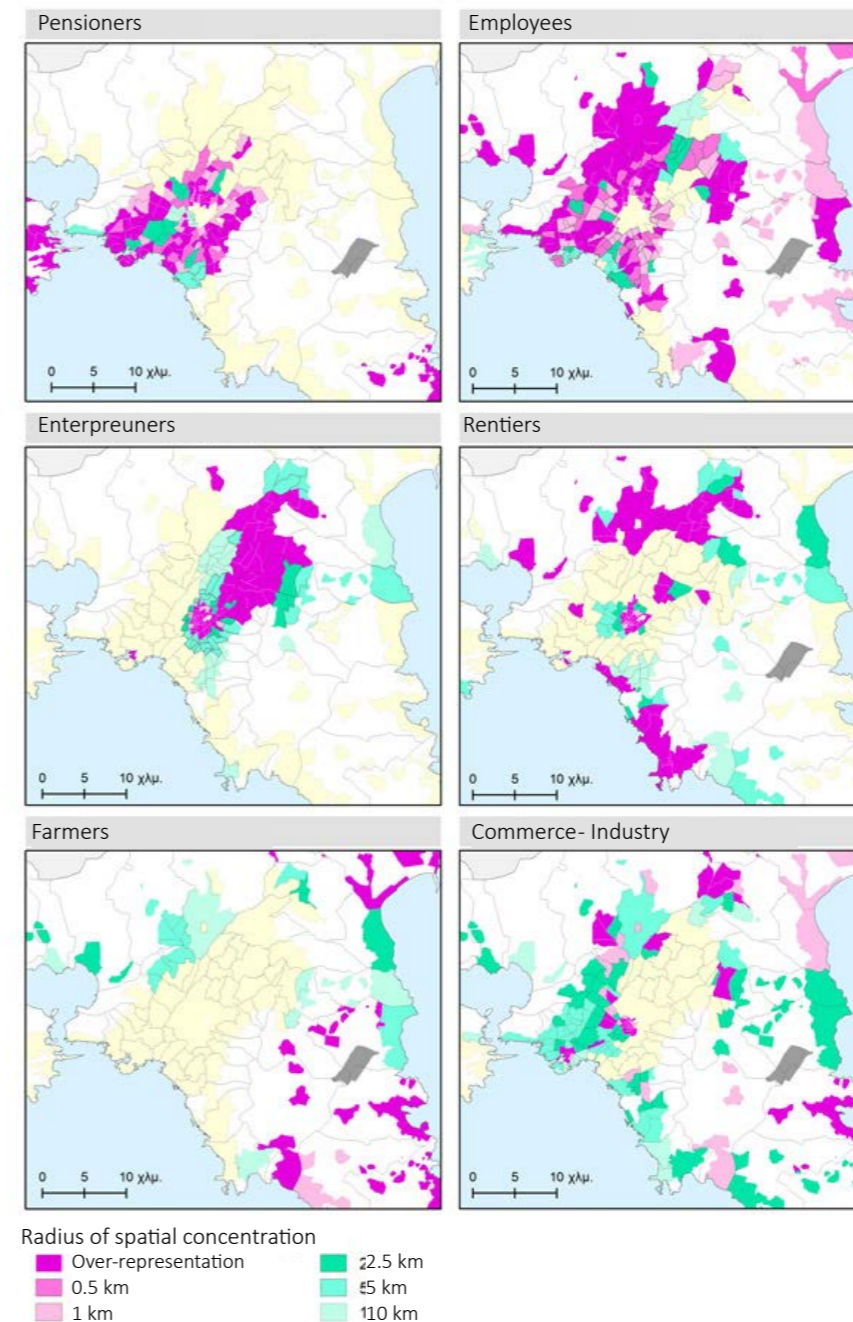 Pensioners
Employees
0 5 10 χλμ.
0 5 10 χλμ.
Enterpreuners
Rentiers
0 5 10 χλμ.
0 5 10 χλμ.
Farmers
Commerce- Industry
0 5 10 χλμ.
0 5 10 χλμ.
Radius of spatial concentration
Over-representation
0.5 km
1 km
2.5 km
5 km
10 km